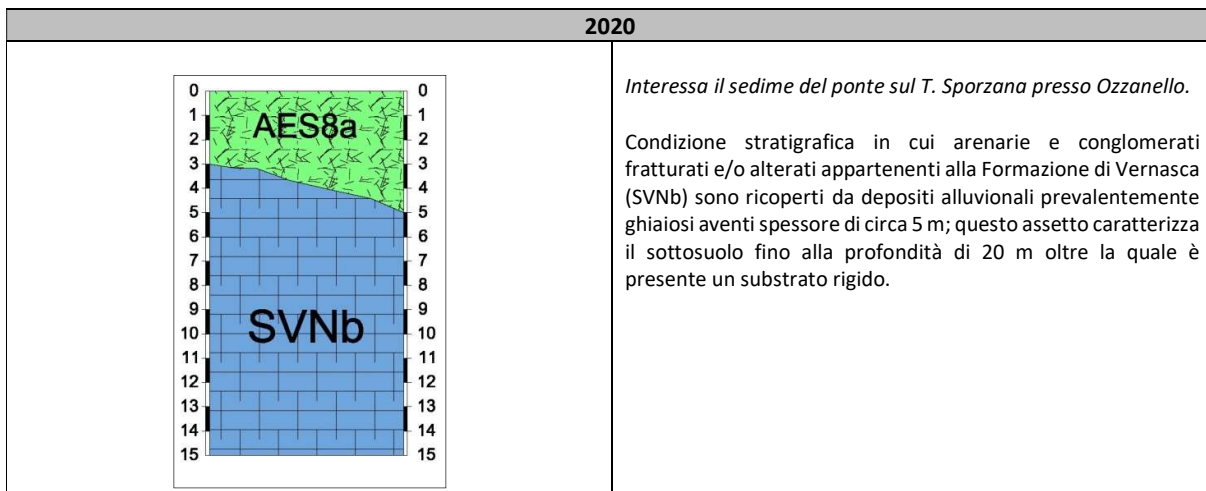 2020
0 0
1 1
AES8a
2 2
3 3
4 4
5 5
6 6
7 7
8 8
9 9
SVNb
10 10
11 11
12 12
13 13
14 14
15 15
Interessa il sedime del ponte sul T. Sporzana presso Ozzanello.
Condizione stratigrafica in cui arenarie e conglomerati
fratturati e/o alterati appartenenti alla Formazione di Vernasca
(SVNb) sono ricoperti da depositi alluvionali prevalentemente
ghiaiosi aventi spessore di circa 5 m; questo assetto caratterizza
il sottosuolo fino alla profondità di 20 m oltre la quale è
presente un substrato rigido.